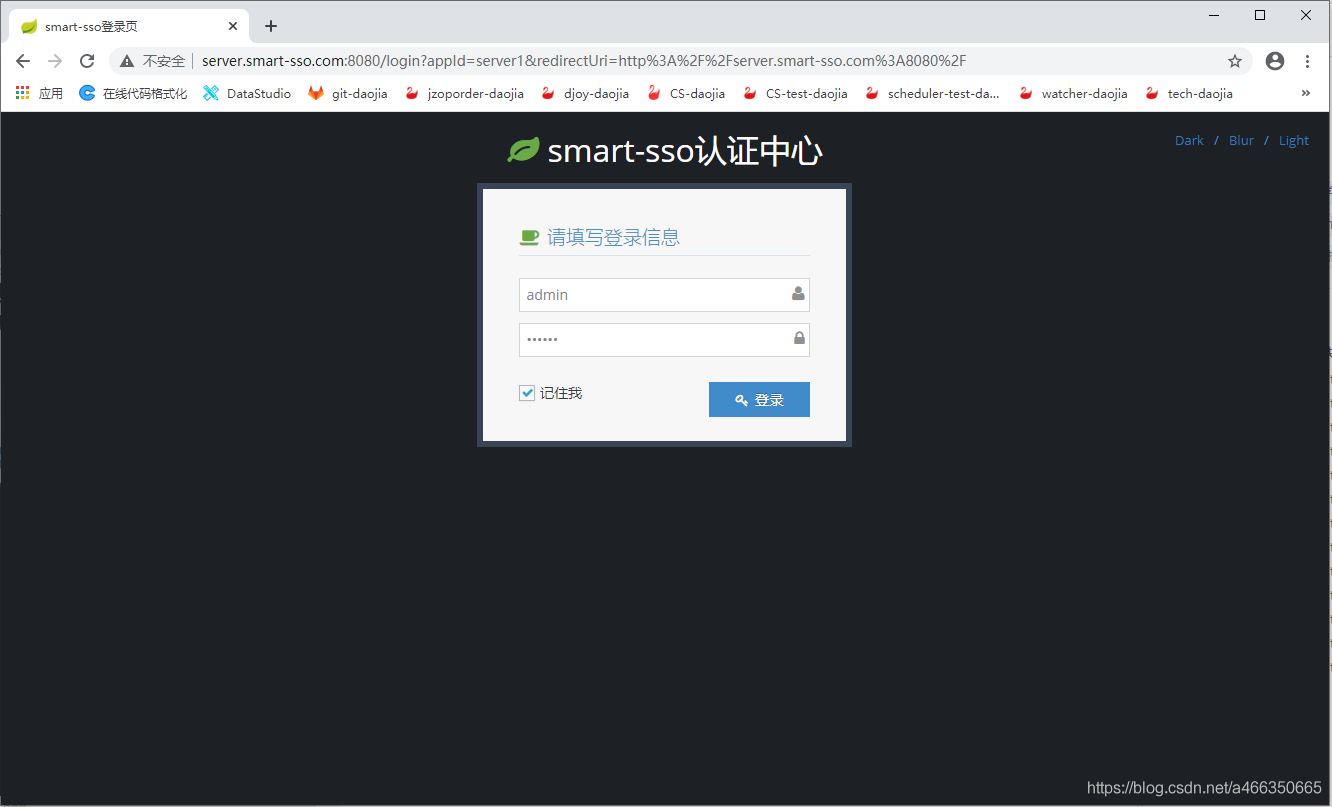 smart-sso登录页
不安全 server.smart-sso.com:8080/login?appId=server1&redirectUri=http%3A%2F%2Fserver.smart-sso.com%3A8080%2F
应用 在线代码格式化 DataStudio git-daojia jzoporder-daojia djoy-daojia CS-daojia CS-test-daojia scheduler-test-da... watcher-daojia tech-daojia »
smart-sso认证中心
Dark / Blur / Light
请填写登录信息
admin
••••••
记住我 登录
https://blog.csdn.net/a466350665